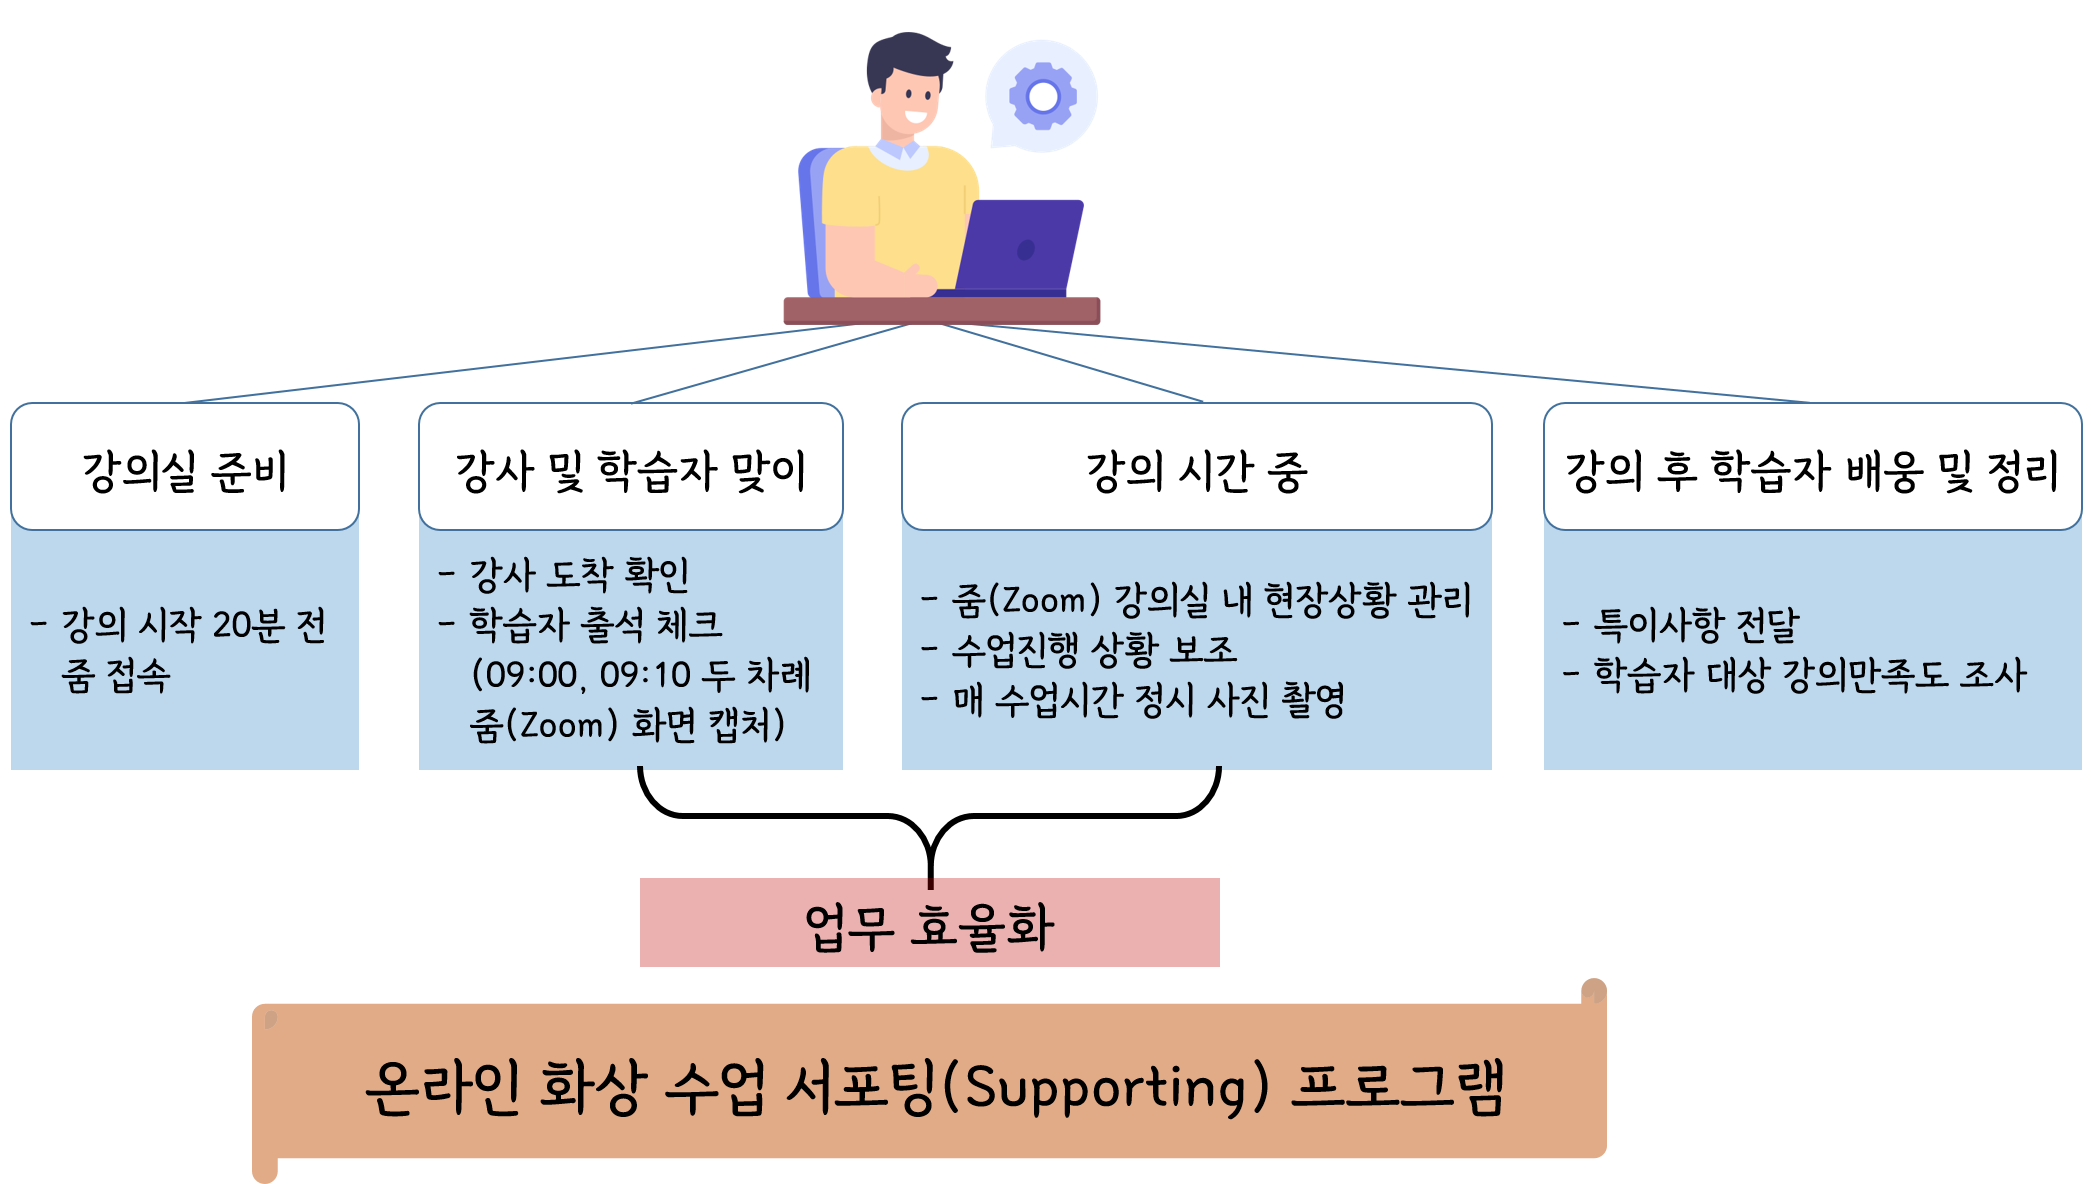 강의실 준비
- 강의 시작 20분 전
줌 접속
강사 및 학습자 맞이
- 강사 도착 확인
- 학습자 출석 체크
(09:00, 09:10 두 차례
줌(Zoom) 화면 캡처)
강의 시간 중
- 줌(Zoom) 강의실 내 현장상황 관리
- 수업진행 상황 보조
- 매 수업시간 정시 사진 촬영
강의 후 학습자 배웅 및 정리
- 특이사항 전달
- 학습자 대상 강의만족도 조사
업무 효율화
온라인 화상 수업 서포팅(Supporting) 프로그램